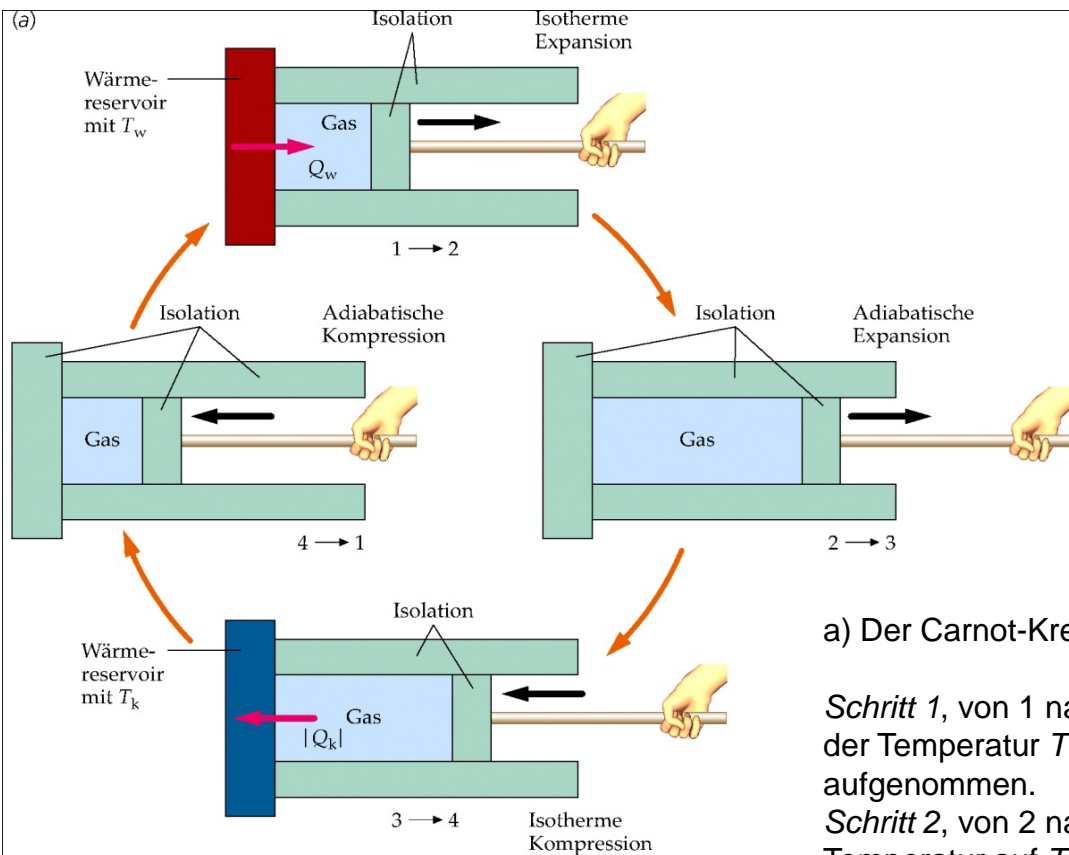 (a)
Isolation
Isotherme
Expansion
Wärme-
reservoir
mit Tw
Gas
Qw
1 → 2
Isolation
Adiabatische
Kompression
Gas
4 → 1
Isolation
Adiabatische
Expansion
Gas
2 → 3
Isolation
Wärme-
reservoir
mit Tk
Gas
|Qk|
3 → 4
Isotherme
Kompression
a) Der Carnot-Kre
Schritt 1, von 1 na
der Temperatur T
aufgenommen.
Schritt 2, von 2 na
Temperatur auf T